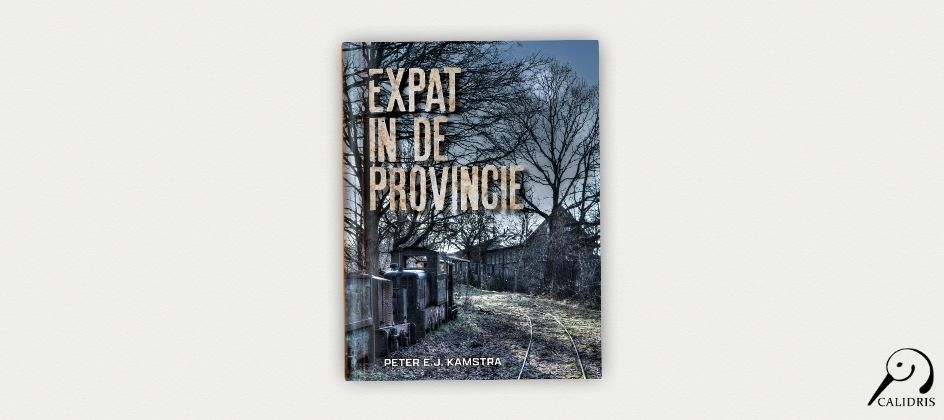 EXPAT
IN DE
PROVINCIE
PETER E.J. KAMSTRA
CALIDRIS